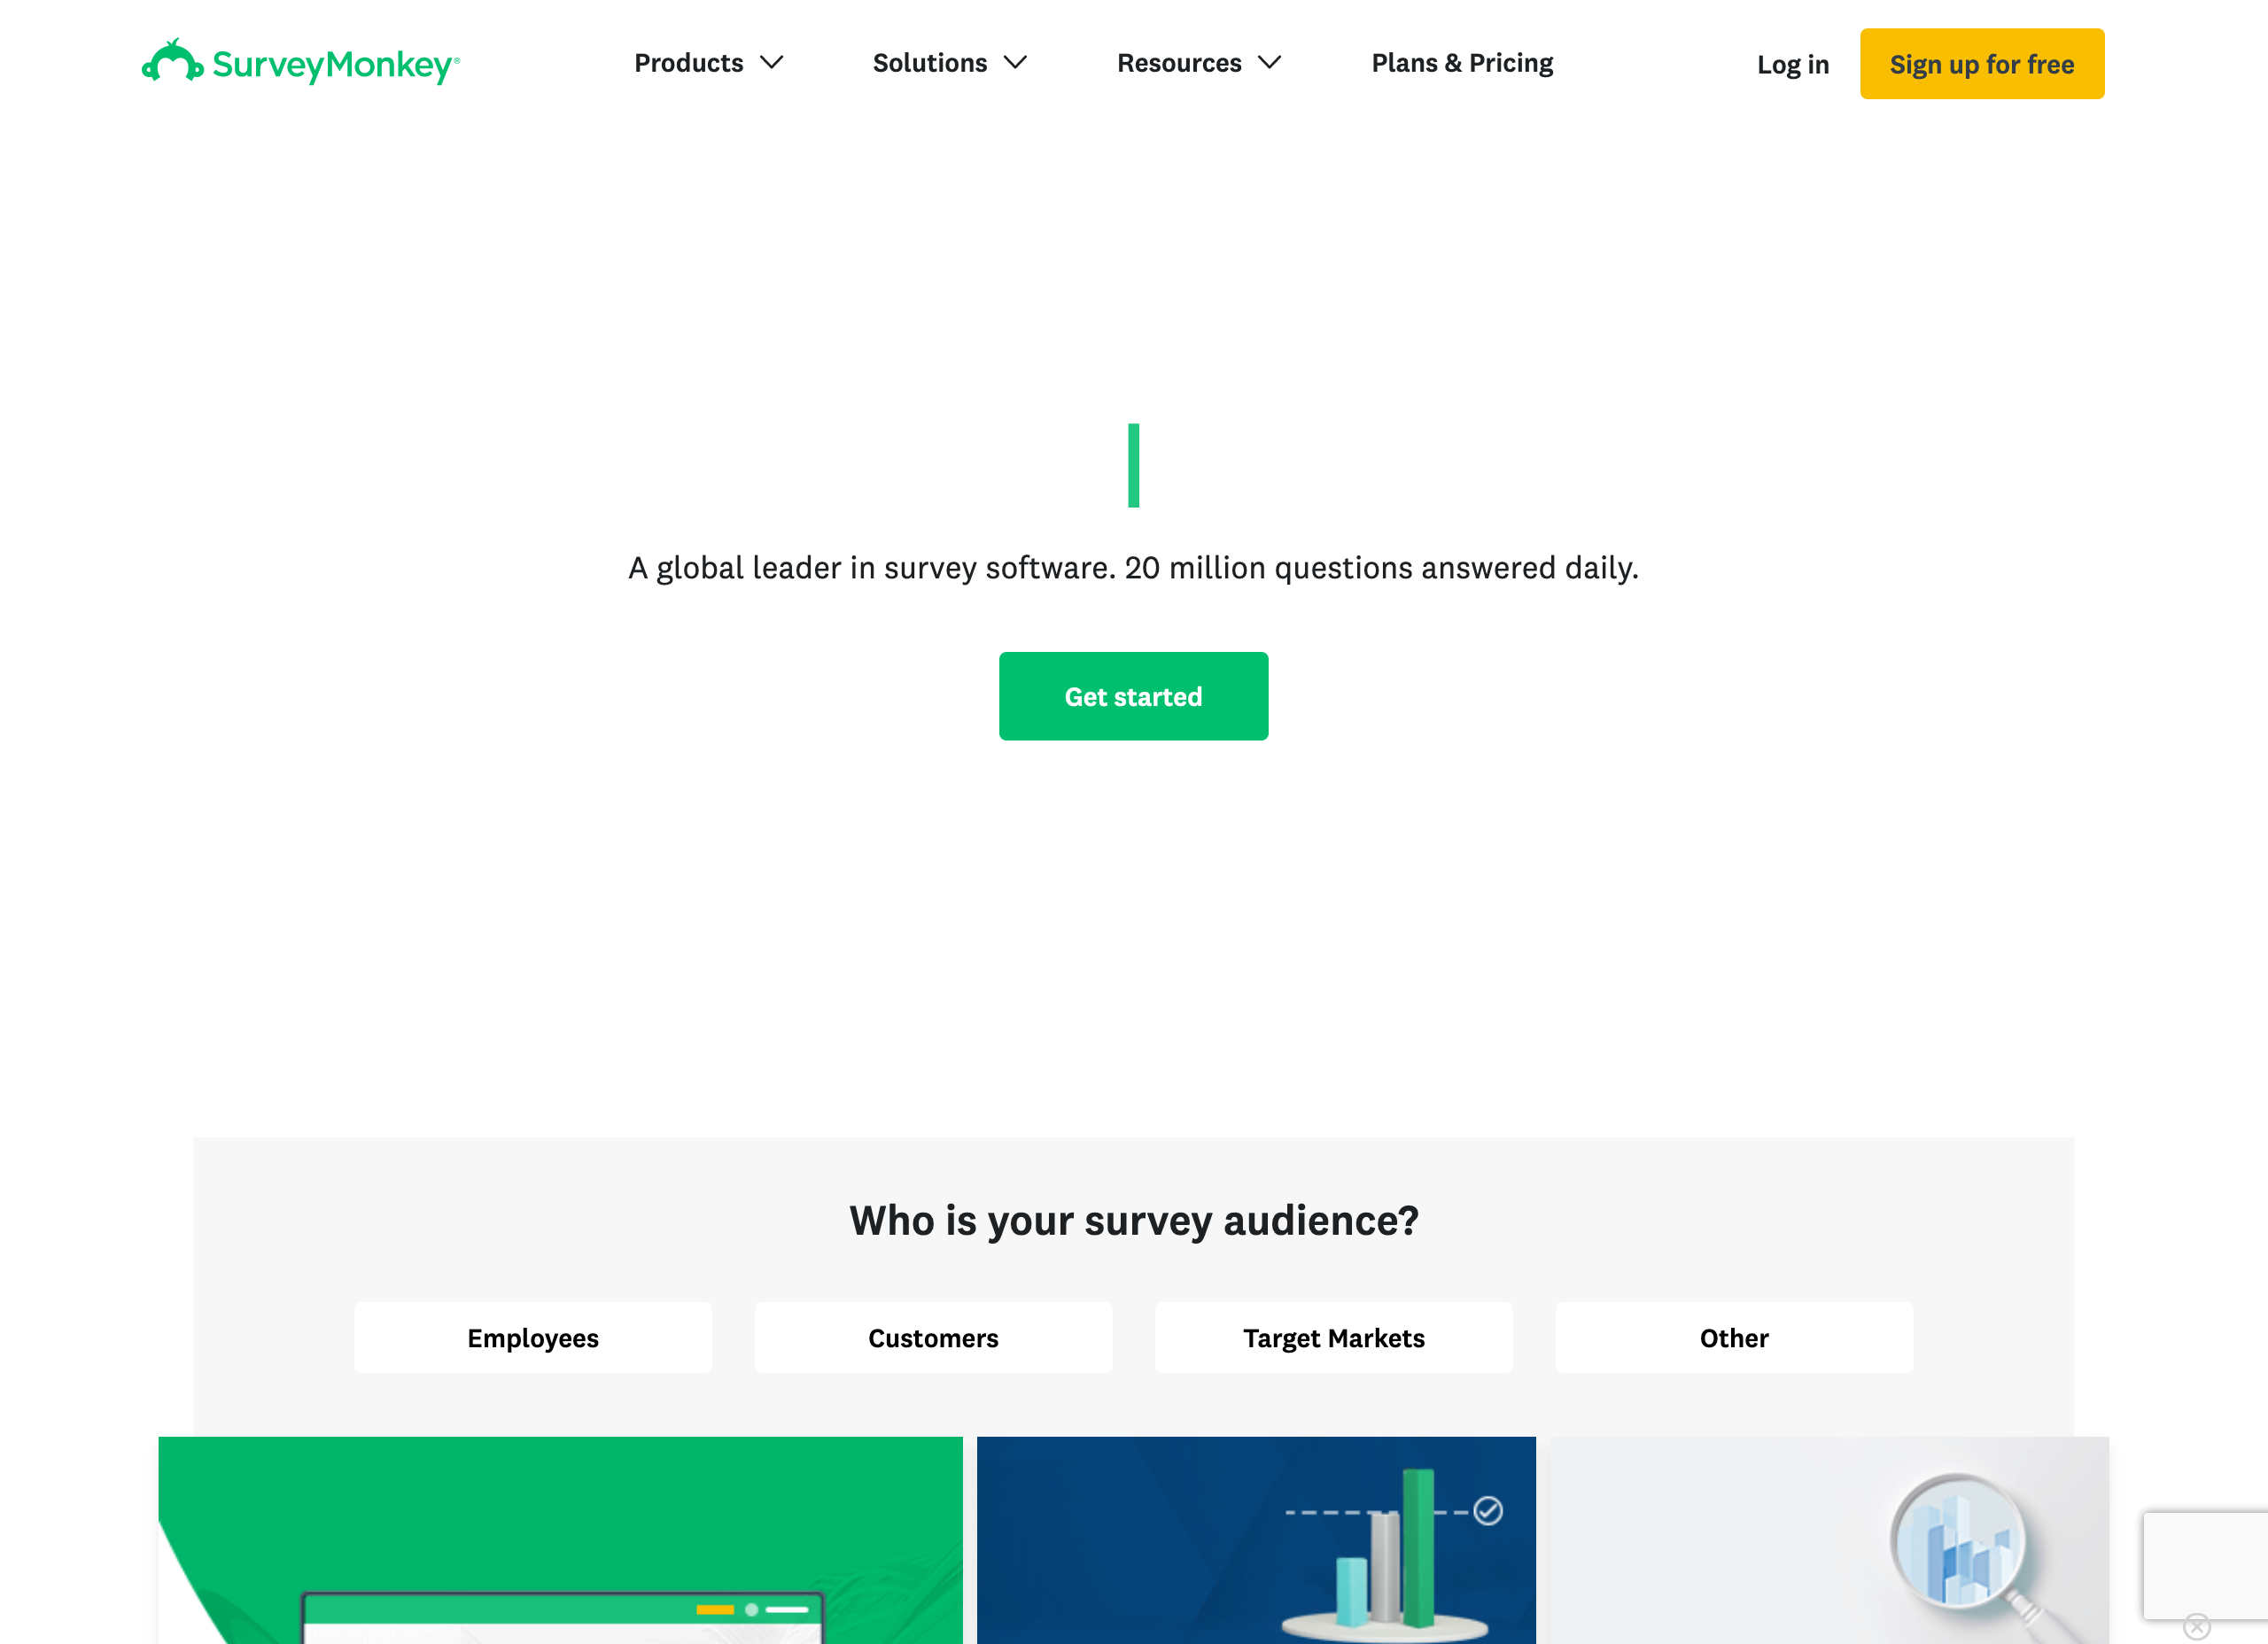 SurveyMonkey®
Products
Solutions
Resources
Plans & Pricing
Log in
Sign up for free
A global leader in survey software. 20 million questions answered daily.
Get started
Who is your survey audience?
Employees
Customers
Target Markets
Other